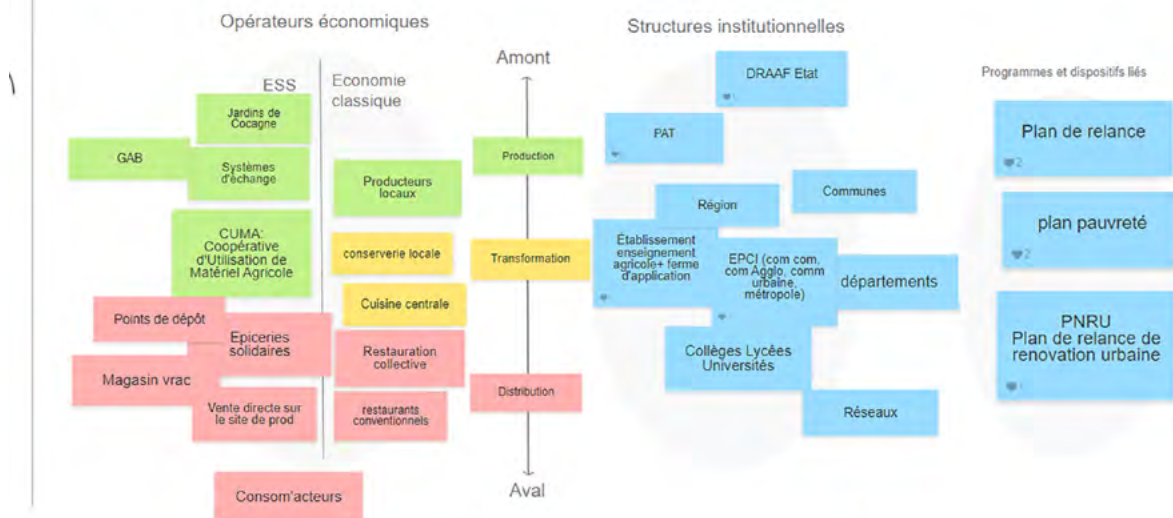 Opérateurs économiques
Structures institutionnelles
Amont
ESS
Economie
classique
DRAAF Etat
Programmes et dispositifs liés
Jardins de
Cocagne
GAB
Systèmes
d'échange
Producteurs
locaux
Production
PAT
Plan de relance
2
Région
Communes
CUMA:
Coopérative
d'Utilisation de
Matériel Agricole
conserverie locale
Transformation
Établissement
enseignement
agricole+ ferme
d'application
EPCI (com com,
com Agglo, comm
urbaine,
métropole)
départements
plan pauvreté
2
Cuisine centrale
Points de dépôt
Epiceries
solidaires
Restauration
collective
Collèges Lycées
Universités
PNRU
Plan de relance de
renovation urbaine
Magasin vrac
Distribution
Vente directe sur
le site de prod
restaurants
conventionnels
Réseaux
Consom'acteurs
Aval